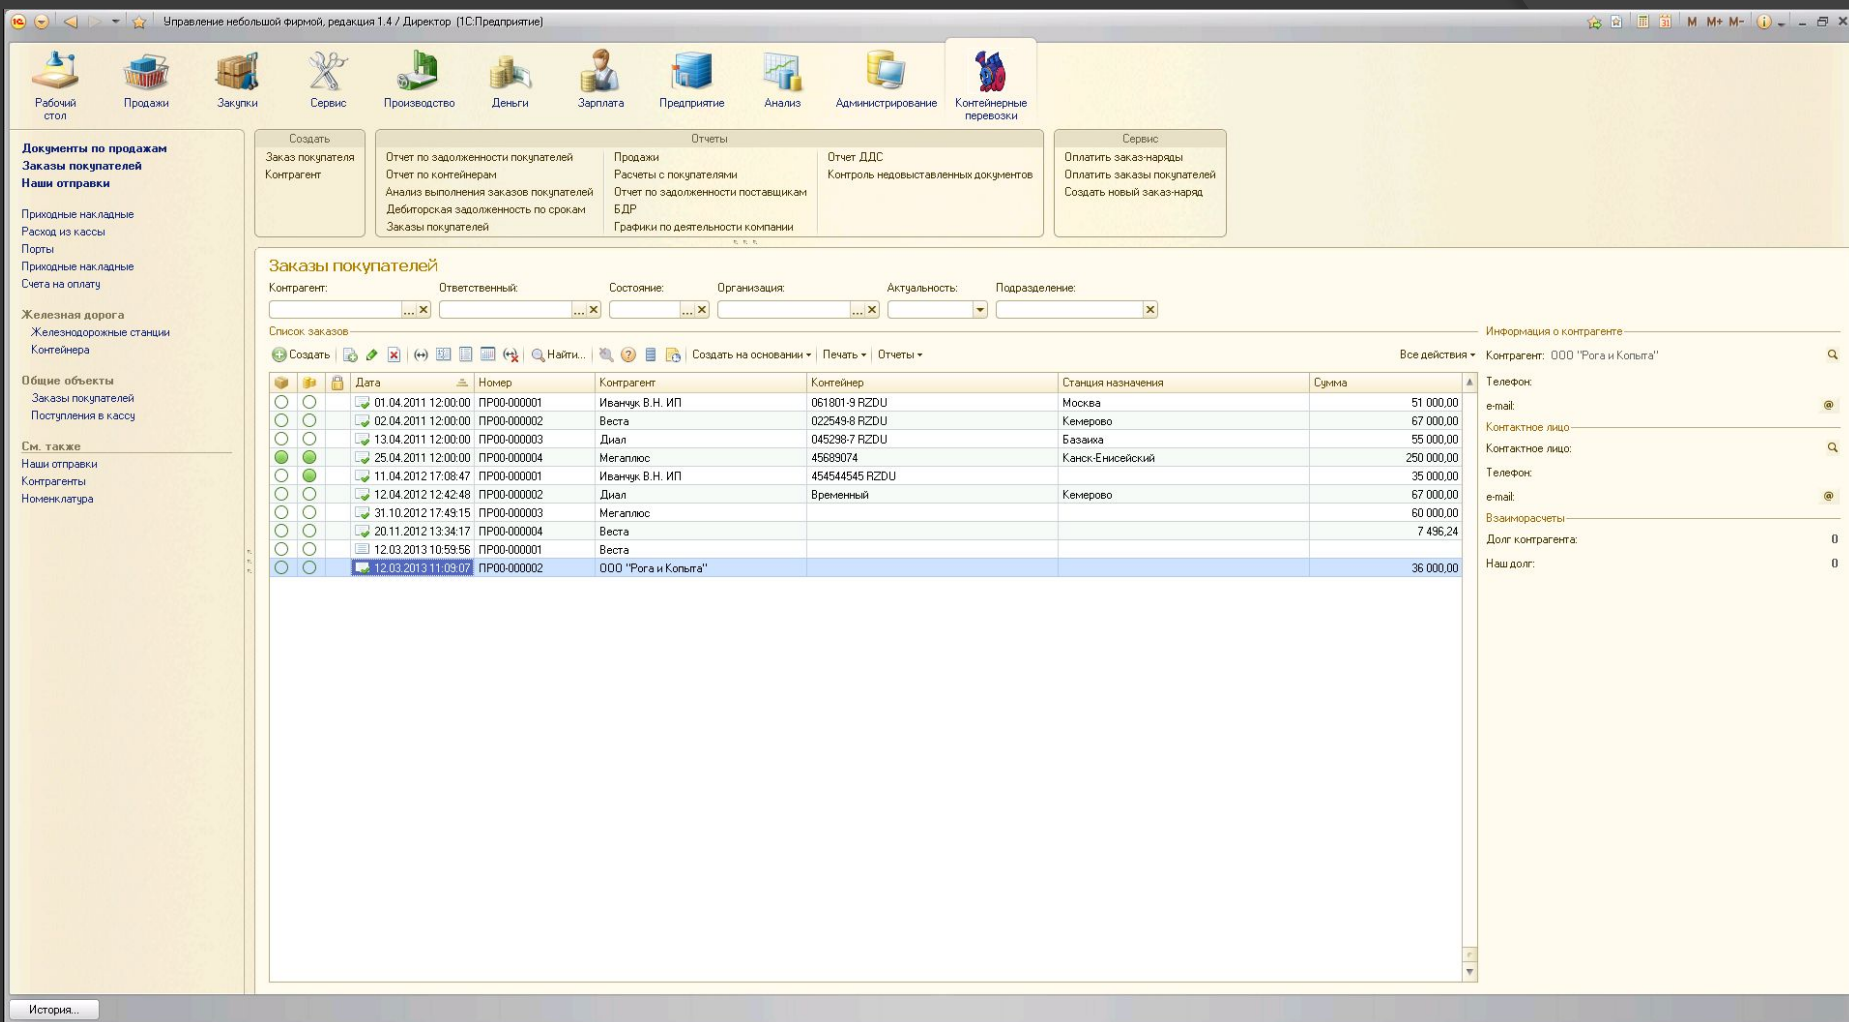 Управление небольшой фирмой, редакция 1.4 / Директор (1С:Предприятие)
M M+ M-
Рабочий стол
Продажи
Закупки
Сервис
Производство
Деньги
Зарплата
Предприятие
Анализ
Администрирование
Контейнерные перевозки
Документы по продажам
Заказы покупателей
Наши отправки
Приходные накладные
Расход из кассы
Порты
Приходные накладные
Счета на оплату
Железная дорога
Железнодорожные станции
Контейнера
Общие объекты
Заказы покупателей
Поступления в кассу
См. также
Наши отправки
Контрагенты
Номенклатура
Создать
Заказ покупателя
Контрагент
Отчеты
Отчет по задолженности покупателей
Отчет по контейнерам
Анализ выполнения заказов покупателей
Дебиторская задолженность по срокам
Заказы покупателей
Продажи
Расчеты с покупателями
Отчет по задолженности поставщикам
БДР
Графики по деятельности компании
Отчет ДДС
Контроль недовыставленных документов
Сервис
Оплатить заказ-наряды
Оплатить заказы покупателей
Создать новый заказ-наряд
Заказы покупателей
Контрагент: Ответственный: Состояние: Организация: Актуальность: Подразделение:
Список заказов
Создать Найти... Создать на основании Печать Отчеты Все действия
Дата Номер Контрагент Контейнер Станция назначения Сумма
01.04.2011 12:00:00 ПР00-000001 Иванчук В.Н. ИП 061801-9 RZDU Москва 51 000,00
02.04.2011 12:00:00 ПР00-000002 Веста 022549-8 RZDU Кемерово 67 000,00
13.04.2011 12:00:00 ПР00-000003 Диал 045298-7 RZDU Базаиха 55 000,00
25.04.2011 12:00:00 ПР00-000004 Мегаплюс 45689074 Канск-Енисейский 250 000,00
11.04.2012 17:08:47 ПР00-000001 Иванчук В.Н. ИП 454544545 RZDU 35 000,00
12.04.2012 12:42:48 ПР00-000002 Диал Временный Кемерово 67 000,00
31.10.2012 17:49:15 ПР00-000003 Мегаплюс 60 000,00
20.11.2012 13:34:17 ПР00-000004 Веста 7 496,24
12.03.2013 10:59:56 ПР00-000001 Веста
12.03.2013 11:09:07 ПР00-000002 ООО "Рога и Копыта" 36 000,00
Информация о контрагенте
Контрагент: ООО "Рога и Копыта"
Телефон:
e-mail:
Контактное лицо
Контактное лицо:
Телефон:
e-mail:
Взаиморасчеты
Долг контрагента: 0
Наш долг: 0
История...